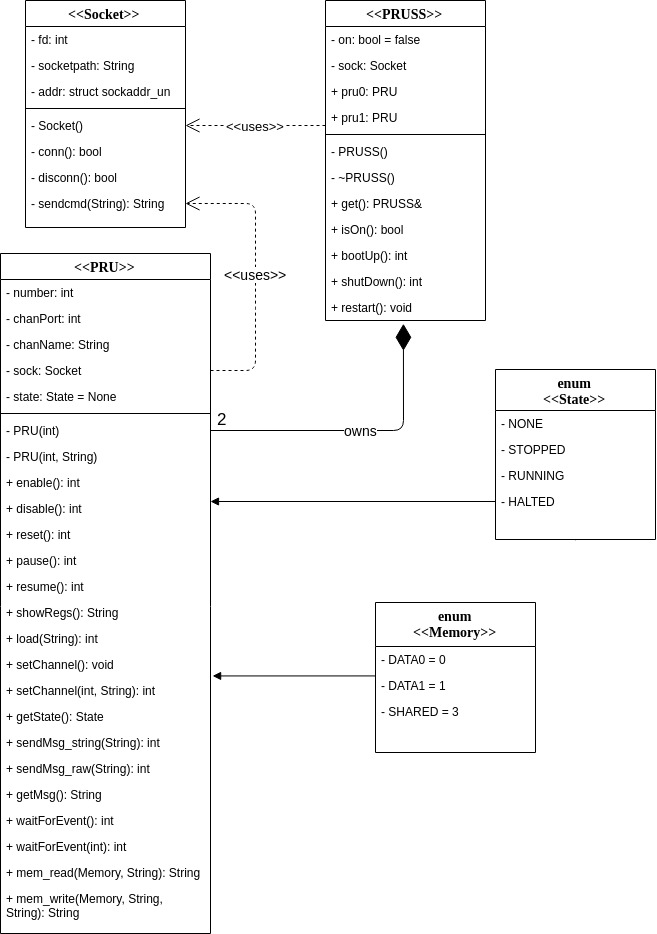 <<Socket>>
- fd: int
- socketpath: String
- addr: struct sockaddr_un
- Socket()
- conn(): bool
- disconn(): bool
- sendcmd(String): String
<<uses>>
<<PRUSS>>
- on: bool = false
- sock: Socket
+ pru0: PRU
+ pru1: PRU
- PRUSS()
- ~PRUSS()
+ get(): PRUSS&
+ isOn(): bool
+ bootUp(): int
+ shutDown(): int
+ restart(): void
<<uses>>
<<PRU>>
- number: int
- chanPort: int
- chanName: String
- sock: Socket
- state: State = None
- PRU(int)
- PRU(int, String)
+ enable(): int
+ disable(): int
+ reset(): int
+ pause(): int
+ resume(): int
+ showRegs(): String
+ load(String): int
+ setChannel(): void
+ setChannel(int, String): int
+ getState(): State
+ sendMsg_string(String): int
+ sendMsg_raw(String): int
+ getMsg(): String
+ waitForEvent(): int
+ waitForEvent(int): int
+ mem_read(Memory, String): String
+ mem_write(Memory, String,
String): String
2
owns
enum
<<State>>
- NONE
- STOPPED
- RUNNING
- HALTED
enum
<<Memory>>
- DATA0 = 0
- DATA1 = 1
- SHARED = 3